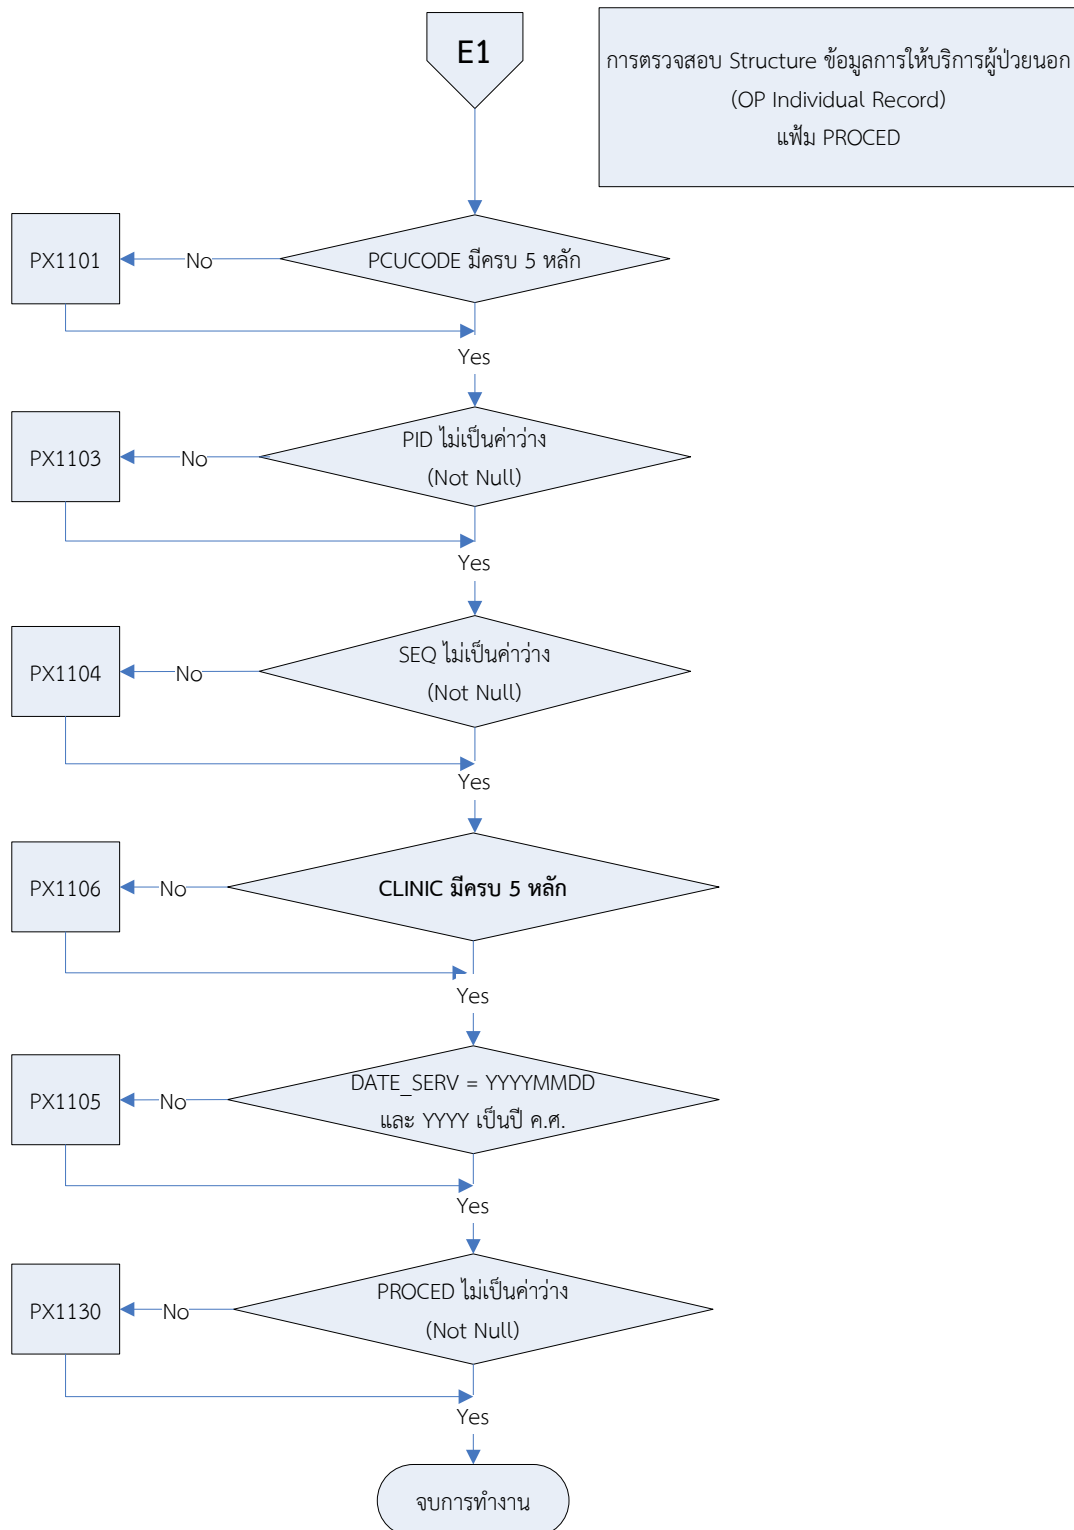 E1
การตรวจสอบ Structure ข้อมูลการให้บริการผู้ป่วยนอก
(OP Individual Record)
แฟ้ม PROCED
PX1101
No
PCUCODE มีครบ 5 หลัก
Yes
PX1103
No
PID ไม่เป็นค่าว่าง
(Not Null)
Yes
PX1104
No
SEQ ไม่เป็นค่าว่าง
(Not Null)
Yes
PX1106
No
CLINIC มีครบ 5 หลัก
Yes
PX1105
No
DATE_SERV = YYYYMMDD
และ YYYY เป็นปี ค.ศ.
Yes
PX1130
No
PROCED ไม่เป็นค่าว่าง
(Not Null)
Yes
จบการทำงาน